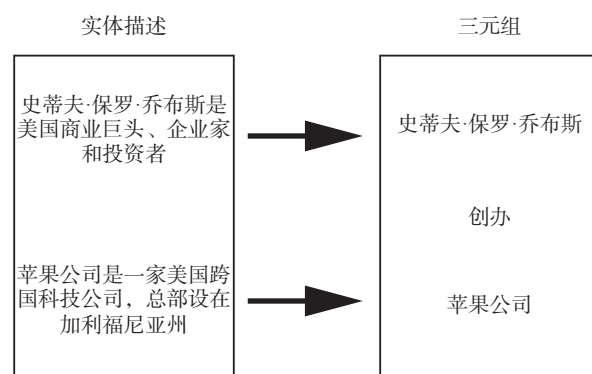 实体描述
三元组
史蒂夫·保罗·乔布斯是
美国商业巨头、企业家
和投资者
史蒂夫·保罗·乔布斯
创办
苹果公司是一家美国跨
国科技公司，总部设在
加利福尼亚州
苹果公司